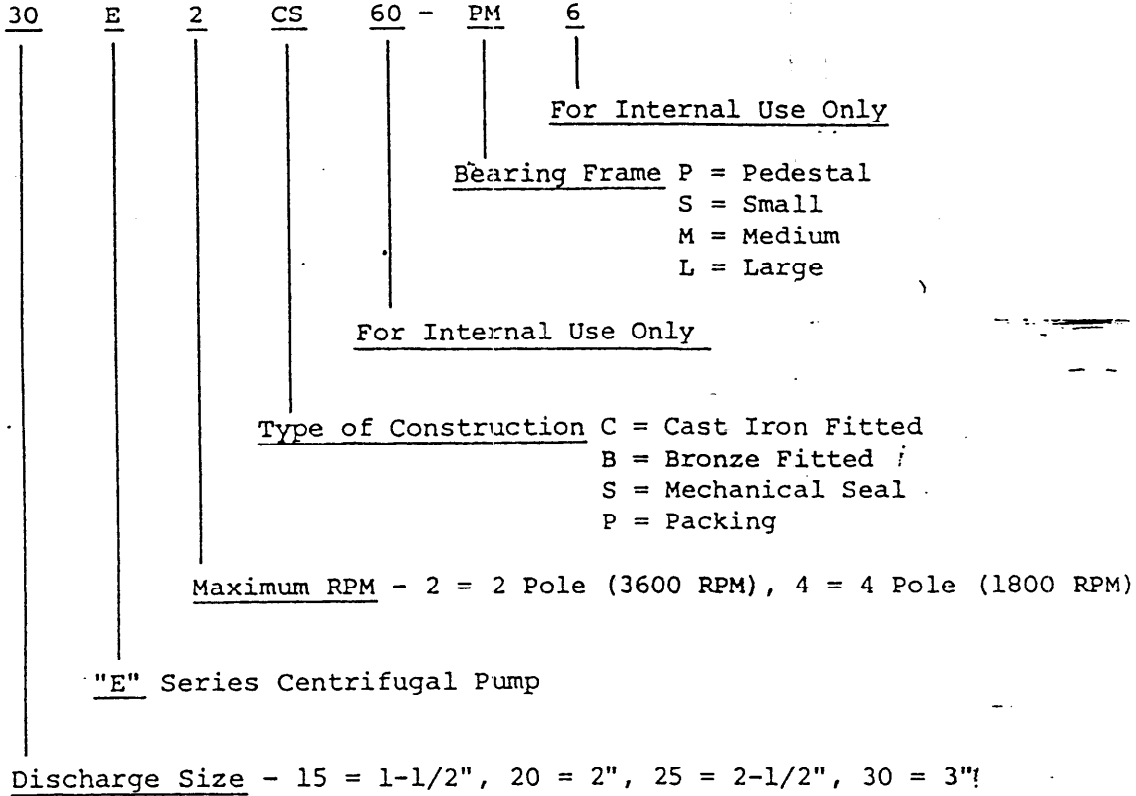 30 E 2 CS 60 - PM 6
For Internal Use Only
Bearing Frame P = Pedestal
S = Small
M = Medium
L = Large
For Internal Use Only
Type of Construction C = Cast Iron Fitted
B = Bronze Fitted
S = Mechanical Seal
P = Packing
Maximum RPM - 2 = 2 Pole (3600 RPM), 4 = 4 Pole (1800 RPM)
"E" Series Centrifugal Pump
Discharge Size - 15 = 1-1/2", 20 = 2", 25 = 2-1/2", 30 = 3"